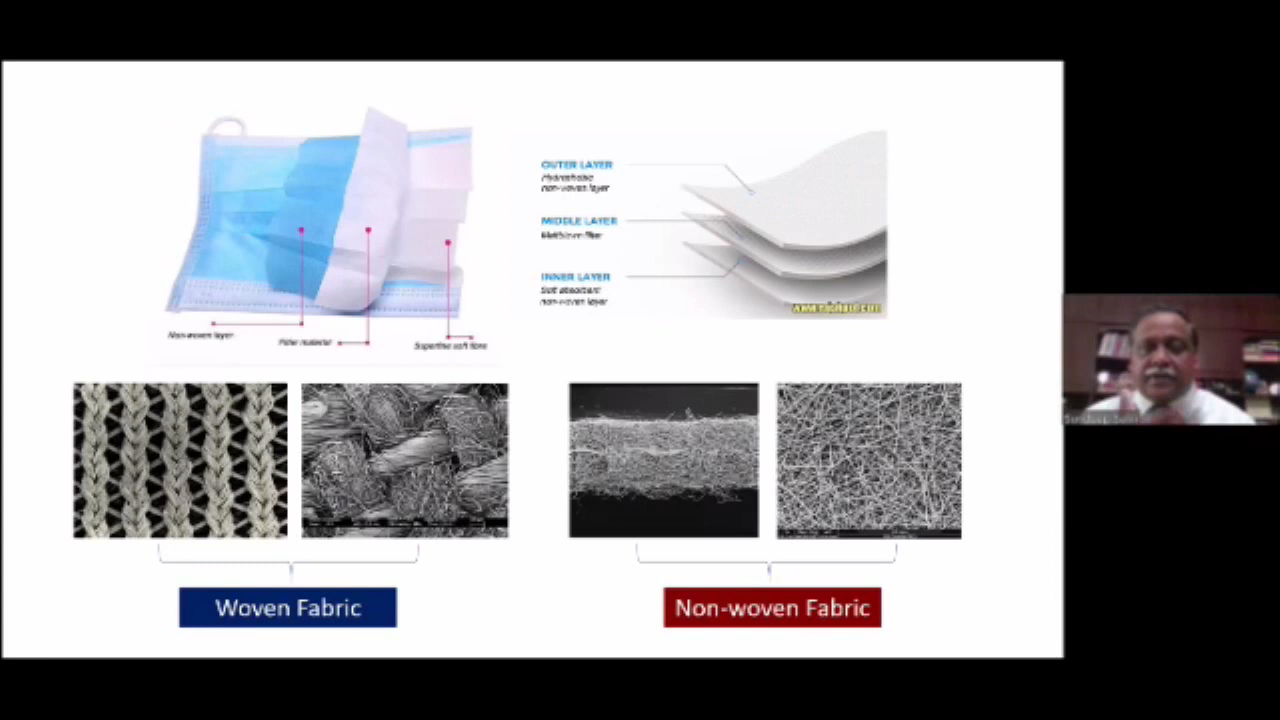 OUTER LAYER
Hydrophobic
non-woven layer
MIDDLE LAYER
Meltblown filter
INNER LAYER
Soft absorbent
non-woven layer
Non-woven layer
Filter material
Superfine soft fibre
Woven Fabric
Non-woven Fabric